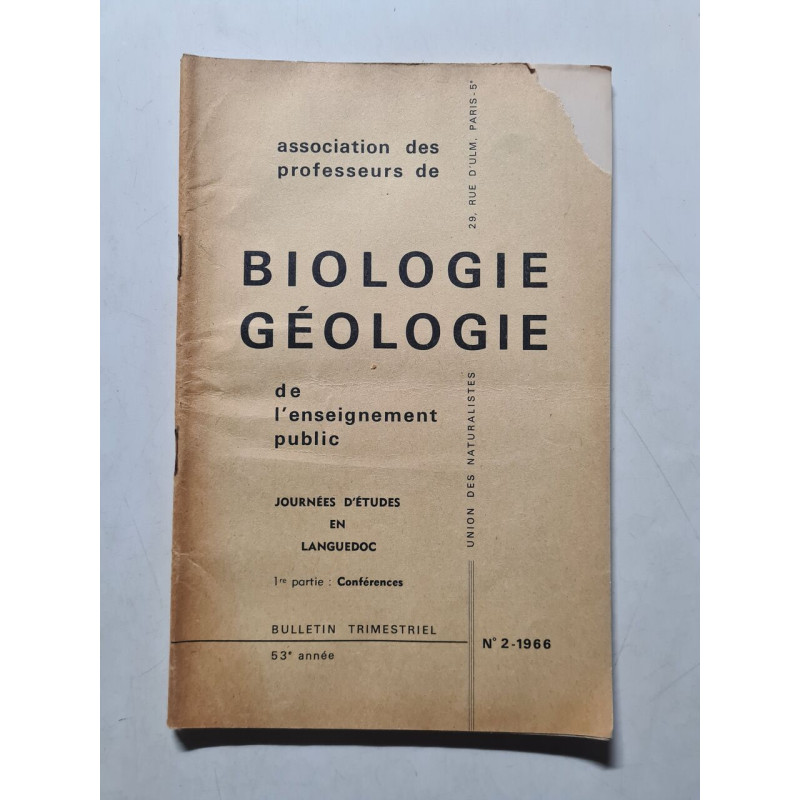 association des
professeurs de
BIOLOGIE
GÉOLOGIE
de
l'enseignement
public
JOURNÉES D'ÉTUDES
EN
LANGUEDOC
1re partie : Conférences
BULLETIN TRIMESTRIEL
53e année
N° 2-1966
UNION DES NATURALISTES
29, RUE D'ULM, PARIS-5e